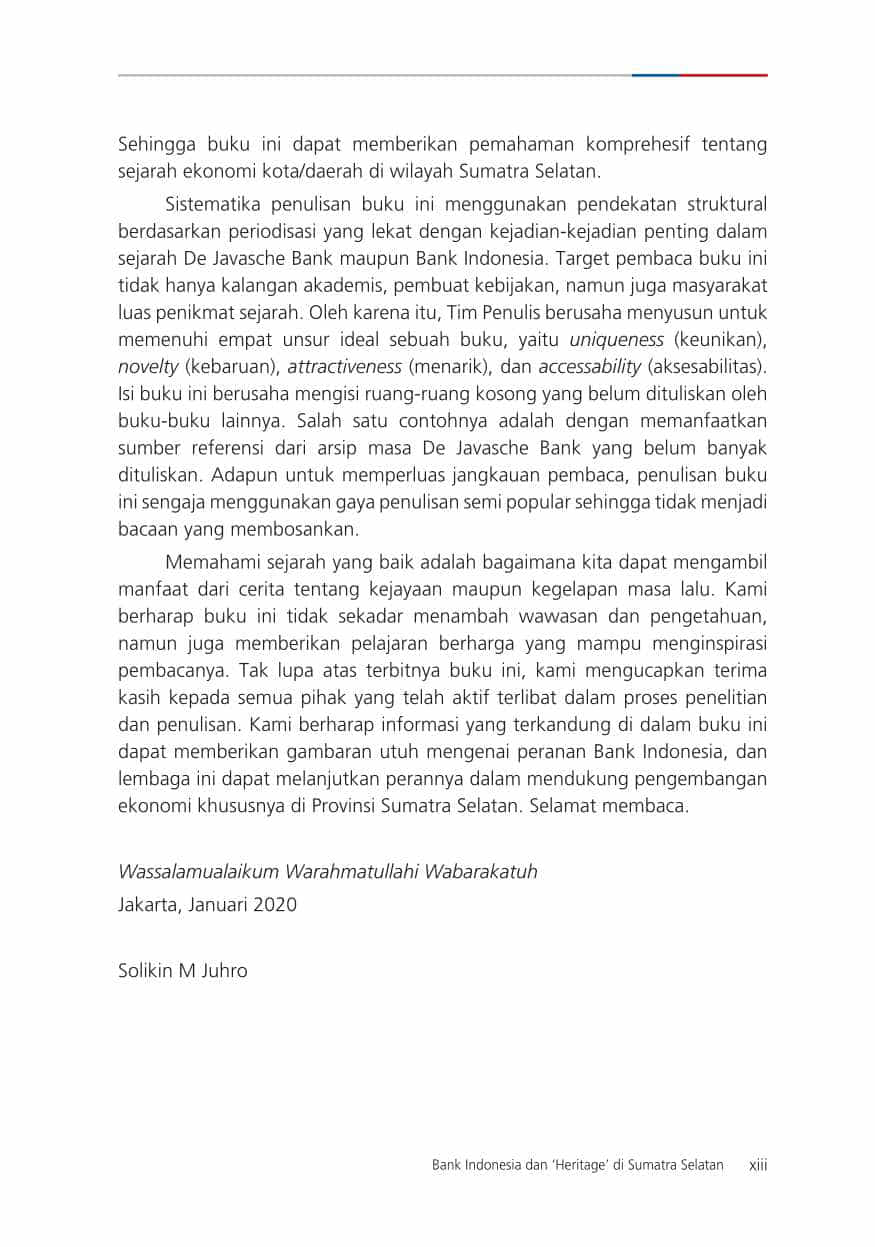 Sehingga buku ini dapat memberikan pemahaman komprehesif tentang
sejarah ekonomi kota/daerah di wilayah Sumatra Selatan.
Sistematika penulisan buku ini menggunakan pendekatan struktural
berdasarkan periodisasi yang lekat dengan kejadian-kejadian penting dalam
sejarah De Javasche Bank maupun Bank Indonesia. Target pembaca buku ini
tidak hanya kalangan akademis, pembuat kebijakan, namun juga masyarakat
luas penikmat sejarah. Oleh karena itu, Tim Penulis berusaha menyusun untuk
memenuhi empat unsur ideal sebuah buku, yaitu uniqueness (keunikan),
novelty (kebaruan), attractiveness (menarik), dan accessability (aksesabilitas).
Isi buku ini berusaha mengisi ruang-ruang kosong yang belum dituliskan oleh
buku-buku lainnya. Salah satu contohnya adalah dengan memanfaatkan
sumber referensi dari arsip masa De Javasche Bank yang belum banyak
dituliskan. Adapun untuk memperluas jangkauan pembaca, penulisan buku
ini sengaja menggunakan gaya penulisan semi popular sehingga tidak menjadi
bacaan yang membosankan.
Memahami sejarah yang baik adalah bagaimana kita dapat mengambil
manfaat dari cerita tentang kejayaan maupun kegelapan masa lalu. Kami
berharap buku ini tidak sekadar menambah wawasan dan pengetahuan,
namun juga memberikan pelajaran berharga yang mampu menginspirasi
pembacanya. Tak lupa atas terbitnya buku ini, kami mengucapkan terima
kasih kepada semua pihak yang telah aktif terlibat dalam proses penelitian
dan penulisan. Kami berharap informasi yang terkandung di dalam buku ini
dapat memberikan gambaran utuh mengenai peranan Bank Indonesia, dan
lembaga ini dapat melanjutkan perannya dalam mendukung pengembangan
ekonomi khususnya di Provinsi Sumatra Selatan. Selamat membaca.
Wassalamualaikum Warahmatullahi Wabarakatuh
Jakarta, Januari 2020
Solikin M Juhro
Bank Indonesia dan ‘Heritage’ di Sumatra Selatan xiii